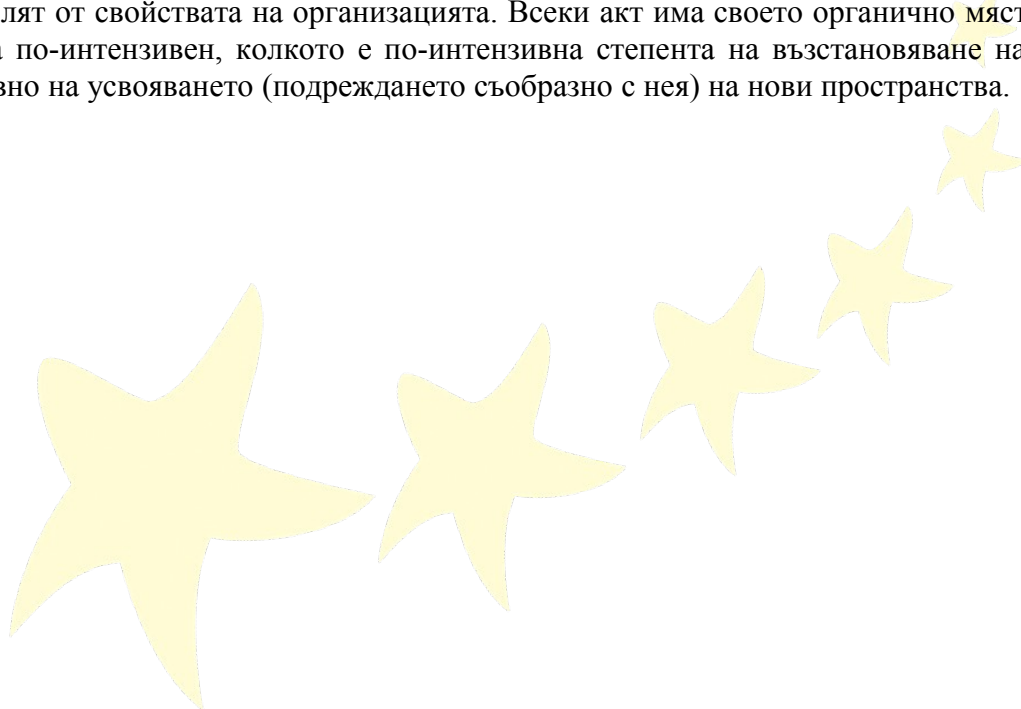 лят от свойствата на организацията. Всеки акт има своето органично мяст
по-интензивен, колкото е по-интензивна степента на възстановяване на
вно на усвояването (подреждането съобразно с нея) на нови пространства.